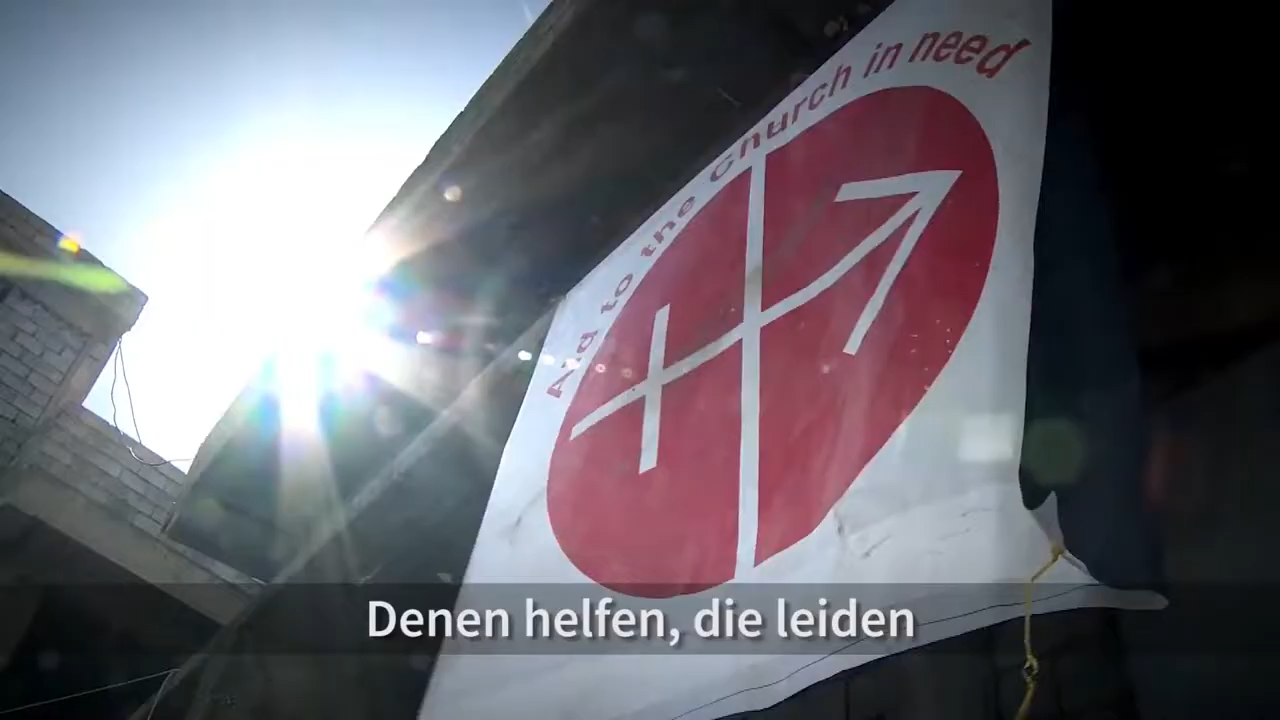 Aid to the Church in need
Denen helfen, die leiden